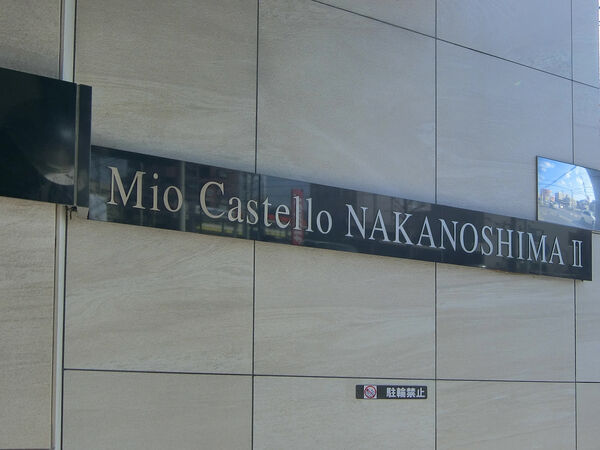 Mio Castello NAKANOSHIMA Ⅱ
駐輪禁止